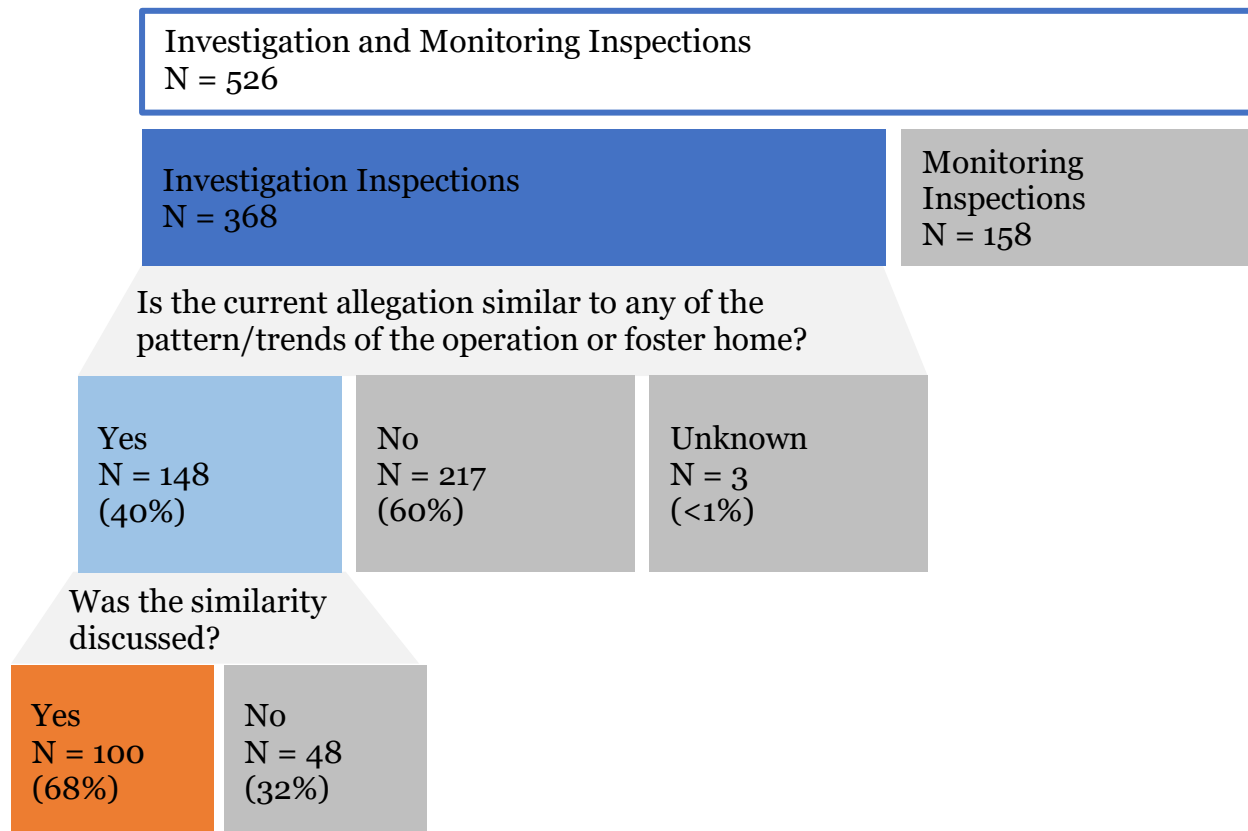 Investigation and Monitoring Inspections
N = 526
Investigation Inspections
N = 368
Monitoring
Inspections
N = 158
Is the current allegation similar to any of the
pattern/trends of the operation or foster home?
Yes
N = 148
(40%)
No
N = 217
(60%)
Unknown
N = 3
(<1%)
Was the similarity
discussed?
Yes
N = 100
(68%)
No
N = 48
(32%)